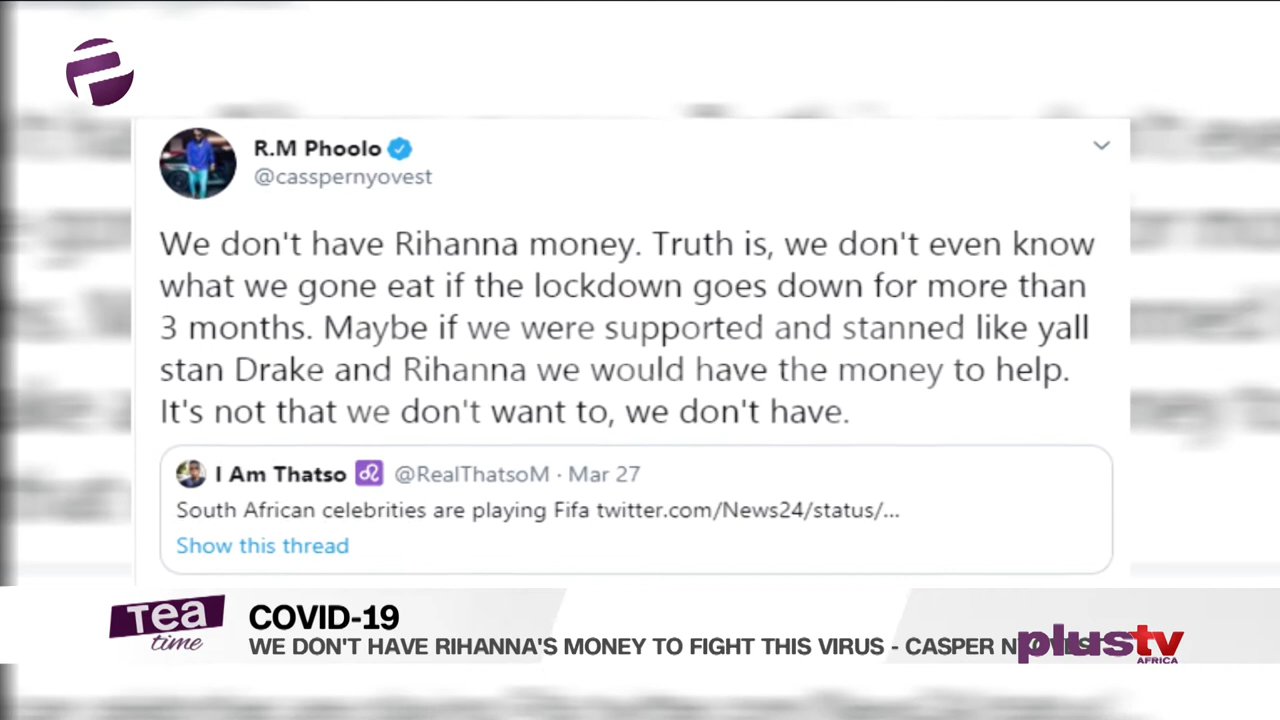 R.M Phoolo
@casspernyovest
We don't have Rihanna money. Truth is, we don't even know
what we gone eat if the lockdown goes down for more than
3 months. Maybe if we were supported and stanned like yall
stan Drake and Rihanna we would have the money to help.
It's not that we don't want to, we don't have.
I Am Thatso ♌ @RealThatsoM · Mar 27
South African celebrities are playing Fifa twitter.com/News24/status/...
Show this thread
Tea
time
COVID-19
WE DON'T HAVE RIHANNA'S MONEY TO FIGHT THIS VIRUS - CASPER
plustv
AFRICA